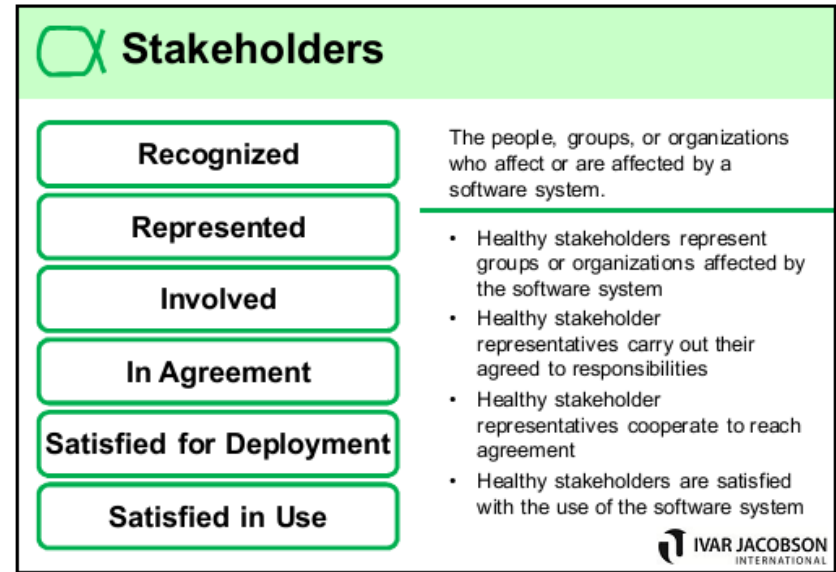 Stakeholders
Recognized
Represented
Involved
In Agreement
Satisfied for Deployment
Satisfied in Use
The people, groups, or organizations
who affect or are affected by a
software system.
• Healthy stakeholders represent
groups or organizations affected by
the software system
• Healthy stakeholder
representatives carry out their
agreed to responsibilities
• Healthy stakeholder
representatives cooperate to reach
agreement
• Healthy stakeholders are satisfied
with the use of the software system
IVAR JACOBSON
INTERNATIONAL